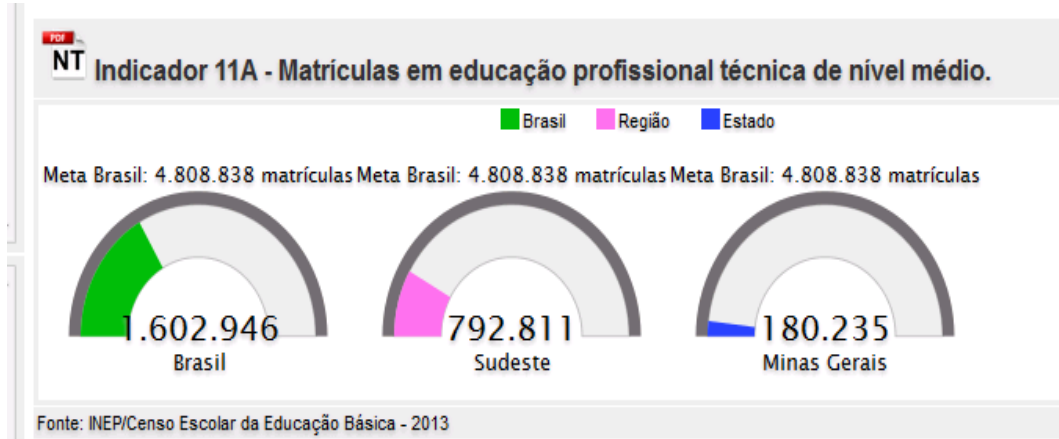 PDF
NT Indicador 11A - Matrículas em educação profissional técnica de nível médio.
Brasil Região Estado
Meta Brasil: 4.808.838 matrículas Meta Brasil: 4.808.838 matrículas Meta Brasil: 4.808.838 matrículas
1.602.946 792.811 180.235
Brasil Sudeste Minas Gerais
Fonte: INEP/Censo Escolar da Educação Básica - 2013